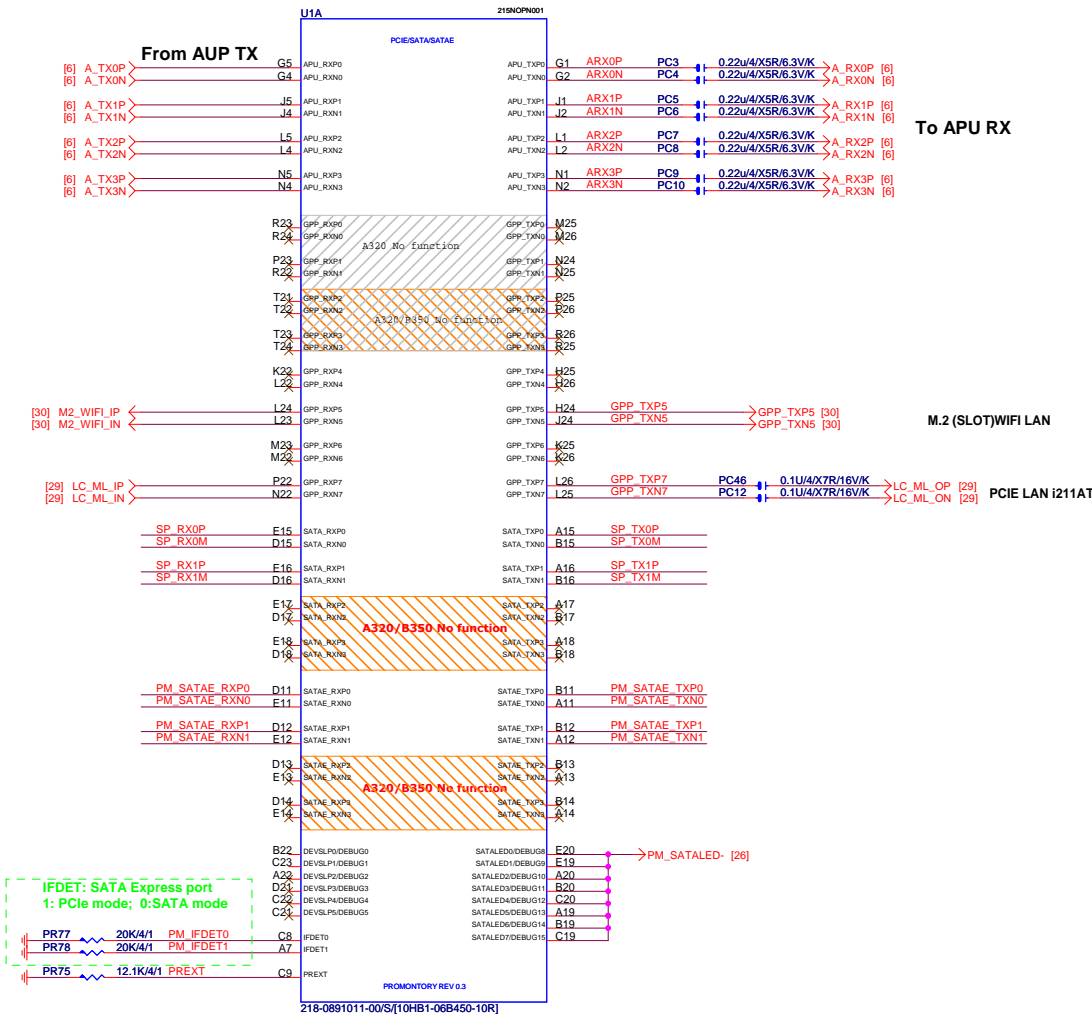 U1A 215NOPN001
PCIE/SATA/SATAE
From AUP TX
[6] A_TX0P G5 APU_RXP0 APU_TXP0 G1 ARX0P PC3 0.22u/4/X5R/6.3V/K A_RX0P [6]
[6] A_TX0N G4 APU_RXN0 APU_TXN0 G2 ARX0N PC4 0.22u/4/X5R/6.3V/K A_RX0N [6]
[6] A_TX1P J5 APU_RXP1 APU_TXP1 J1 ARX1P PC5 0.22u/4/X5R/6.3V/K A_RX1P [6]
[6] A_TX1N J4 APU_RXN1 APU_TXN1 J2 ARX1N PC6 0.22u/4/X5R/6.3V/K A_RX1N [6]
To APU RX
[6] A_TX2P L5 APU_RXP2 APU_TXP2 L1 ARX2P PC7 0.22u/4/X5R/6.3V/K A_RX2P [6]
[6] A_TX2N L4 APU_RXN2 APU_TXN2 L2 ARX2N PC8 0.22u/4/X5R/6.3V/K A_RX2N [6]
[6] A_TX3P N5 APU_RXP3 APU_TXP3 N1 ARX3P PC9 0.22u/4/X5R/6.3V/K A_RX3P [6]
[6] A_TX3N N4 APU_RXN3 APU_TXN3 N2 ARX3N PC10 0.22u/4/X5R/6.3V/K A_RX3N [6]
R23 GPP_RXP0 GPP_TXP0 M25
R24 GPP_RXN0 GPP_TXN0 M26
A320 No function
P23 GPP_RXP1 GPP_TXP1 N24
R22 GPP_RXN1 GPP_TXN1 N25
T21 GPP_RXP2 GPP_TXP2 P25
T22 GPP_RXN2 GPP_TXN2 P26
A320/B350 No function
T23 GPP_RXP3 GPP_TXP3 R26
T24 GPP_RXN3 GPP_TXN3 R25
K22 GPP_RXP4 GPP_TXP4 H25
L22 GPP_RXN4 GPP_TXN4 H26
[30] M2_WIFI_IP L24 GPP_RXP5 GPP_TXP5 H24 GPP_TXP5 GPP_TXP5 [30]
[30] M2_WIFI_IN L23 GPP_RXN5 GPP_TXN5 J24 GPP_TXN5 GPP_TXN5 [30]
M.2 (SLOT)WIFI LAN
M23 GPP_RXP6 GPP_TXP6 K25
M22 GPP_RXN6 GPP_TXN6 K26
[29] LC_ML_IP P22 GPP_RXP7 GPP_TXP7 L26 GPP_TXP7 PC46 0.1U/4/X7R/16V/K LC_ML_OP [29]
[29] LC_ML_IN N22 GPP_RXN7 GPP_TXN7 L25 GPP_TXN7 PC12 0.1U/4/X7R/16V/K LC_ML_ON [29]
PCIE LAN i211AT
SP_RX0P E15 SATA_RXP0 SATA_TXP0 A15 SP_TX0P
SP_RX0M D15 SATA_RXN0 SATA_TXN0 B15 SP_TX0M
SP_RX1P E16 SATA_RXP1 SATA_TXP1 A16 SP_TX1P
SP_RX1M D16 SATA_RXN1 SATA_TXN1 B16 SP_TX1M
E17 SATA_RXP2 SATA_TXP2 A17
D17 SATA_RXN2 SATA_TXN2 B17
A320/B350 No function
E18 SATA_RXP3 SATA_TXP3 A18
D18 SATA_RXN3 SATA_TXN3 B18
PM_SATAE_RXP0 D11 SATAE_RXP0 SATAE_TXP0 B11 PM_SATAE_TXP0
PM_SATAE_RXN0 E11 SATAE_RXN0 SATAE_TXN0 A11 PM_SATAE_TXN0
PM_SATAE_RXP1 D12 SATAE_RXP1 SATAE_TXP1 B12 PM_SATAE_TXP1
PM_SATAE_RXN1 E12 SATAE_RXN1 SATAE_TXN1 A12 PM_SATAE_TXN1
D13 SATAE_RXP2 SATAE_TXP2 B13
E13 SATAE_RXN2 SATAE_TXN2 A13
A320/B350 No function
D14 SATAE_RXP3 SATAE_TXP3 B14
E14 SATAE_RXN3 SATAE_TXN3 A14
B22 DEVSLP0/DEBUG0 SATALED0/DEBUG8 E20 PM_SATALED- [26]
C23 DEVSLP1/DEBUG1 SATALED1/DEBUG9 E19
A22 DEVSLP2/DEBUG2 SATALED2/DEBUG10 A20
D21 DEVSLP3/DEBUG3 SATALED3/DEBUG11 B20
C22 DEVSLP4/DEBUG4 SATALED4/DEBUG12 C20
C21 DEVSLP5/DEBUG5 SATALED5/DEBUG13 A19
SATALED6/DEBUG14 B19
SATALED7/DEBUG15 C19
IFDET: SATA Express port
1: PCIe mode; 0:SATA mode
PR77 20K/4/1 PM_IFDET0 C8 IFDET0
PR78 20K/4/1 PM_IFDET1 A7 IFDET1
PR75 12.1K/4/1 PREXT C9 PREXT
PROMONTORY REV 0.3
218-0891011-00/S/[10HB1-06B450-10R]